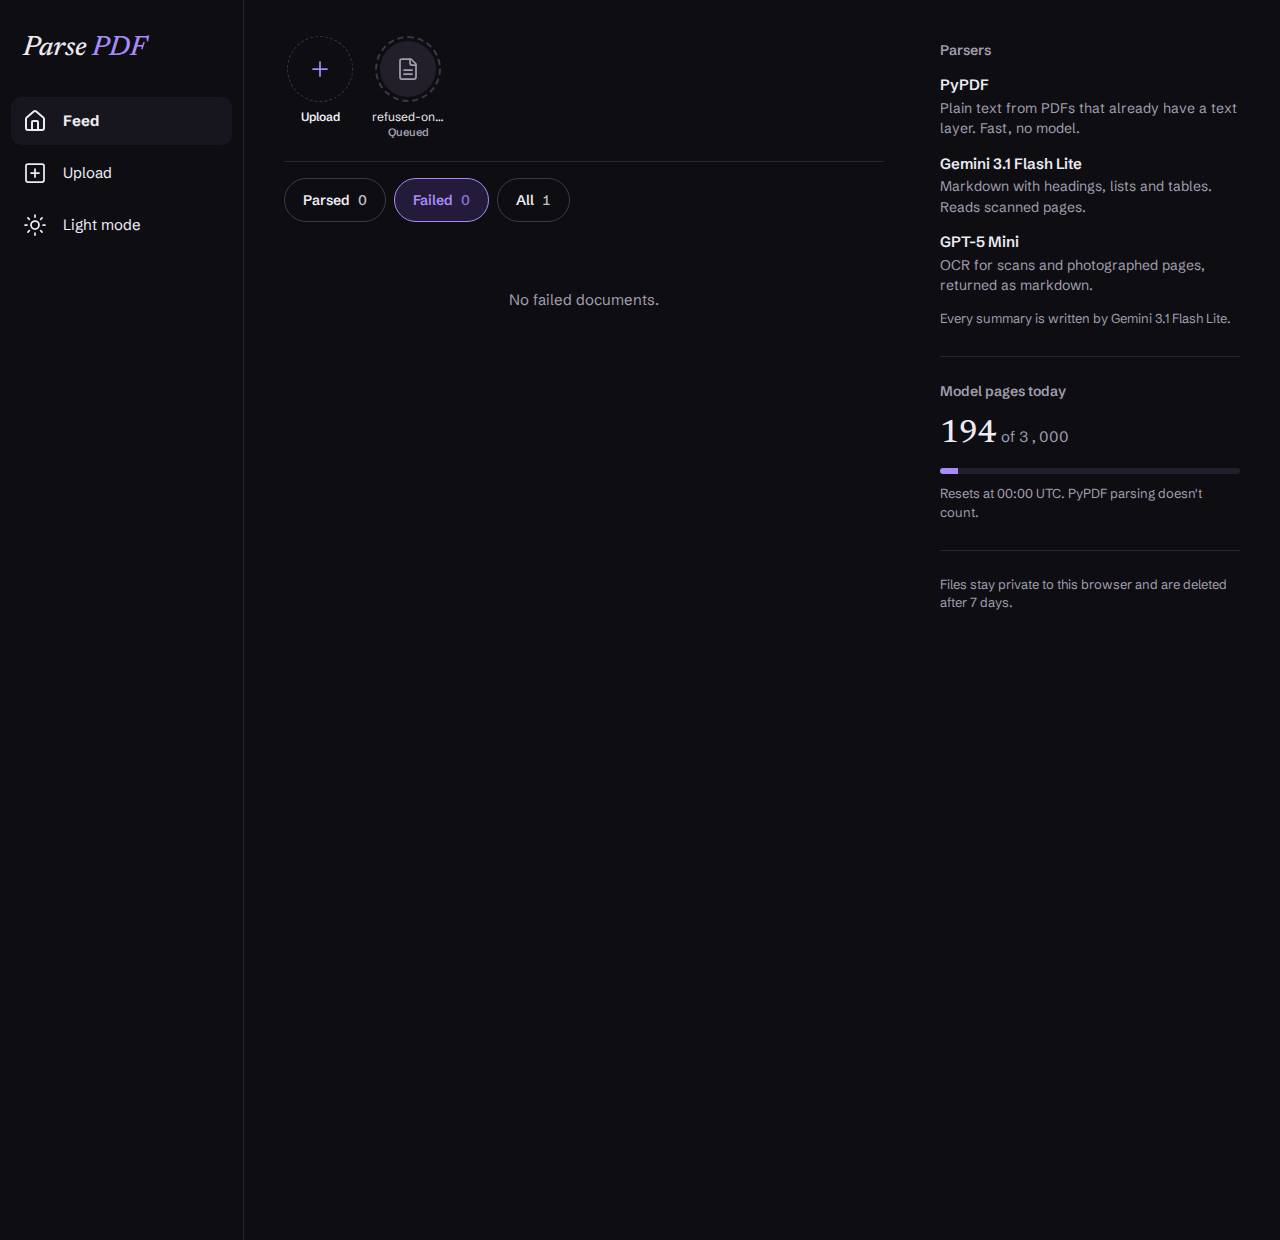 Parse PDF
Feed
Upload
Light mode
Upload
refused-on...
Queued
Parsed 0
Failed 0
All 1
No failed documents.
Parsers
PyPDF
Plain text from PDFs that already have a text
layer. Fast, no model.
Gemini 3.1 Flash Lite
Markdown with headings, lists and tables.
Reads scanned pages.
GPT-5 Mini
OCR for scans and photographed pages,
returned as markdown.
Every summary is written by Gemini 3.1 Flash Lite.
Model pages today
194 of 3,000
Resets at 00:00 UTC. PyPDF parsing doesn't
count.
Files stay private to this browser and are deleted
after 7 days.